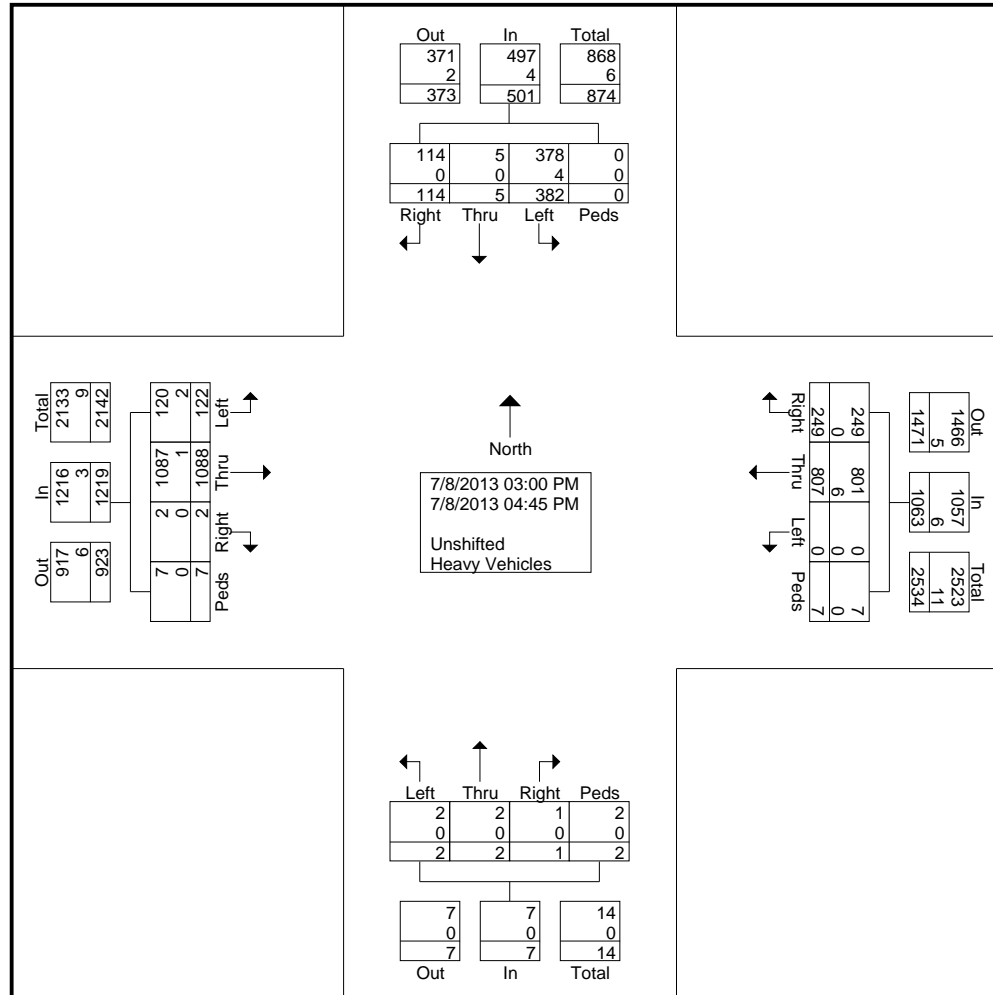 Out In Total
371 497 868
2 4 6
373 501 874
114 5 378 0
0 0 4 0
114 5 382 0
Right Thru Left Peds
Total In Out
2133 1216 917
9 3 6
2142 1219 923
120 1087 2 7
2 1 0 0
122 1088 2 7
Left Thru Right Peds
North
7/8/2013 03:00 PM
7/8/2013 04:45 PM
Unshifted
Heavy Vehicles
Right Thru Left Peds
249 807 0 7
0 6 0 0
249 801 0 7
Out In Total
1466 1057 2523
5 6 11
1471 1063 2534
Left Thru Right Peds
2 2 1 2
0 0 0 0
2 2 1 2
7 7 14
0 0 0
7 7 14
Out In Total